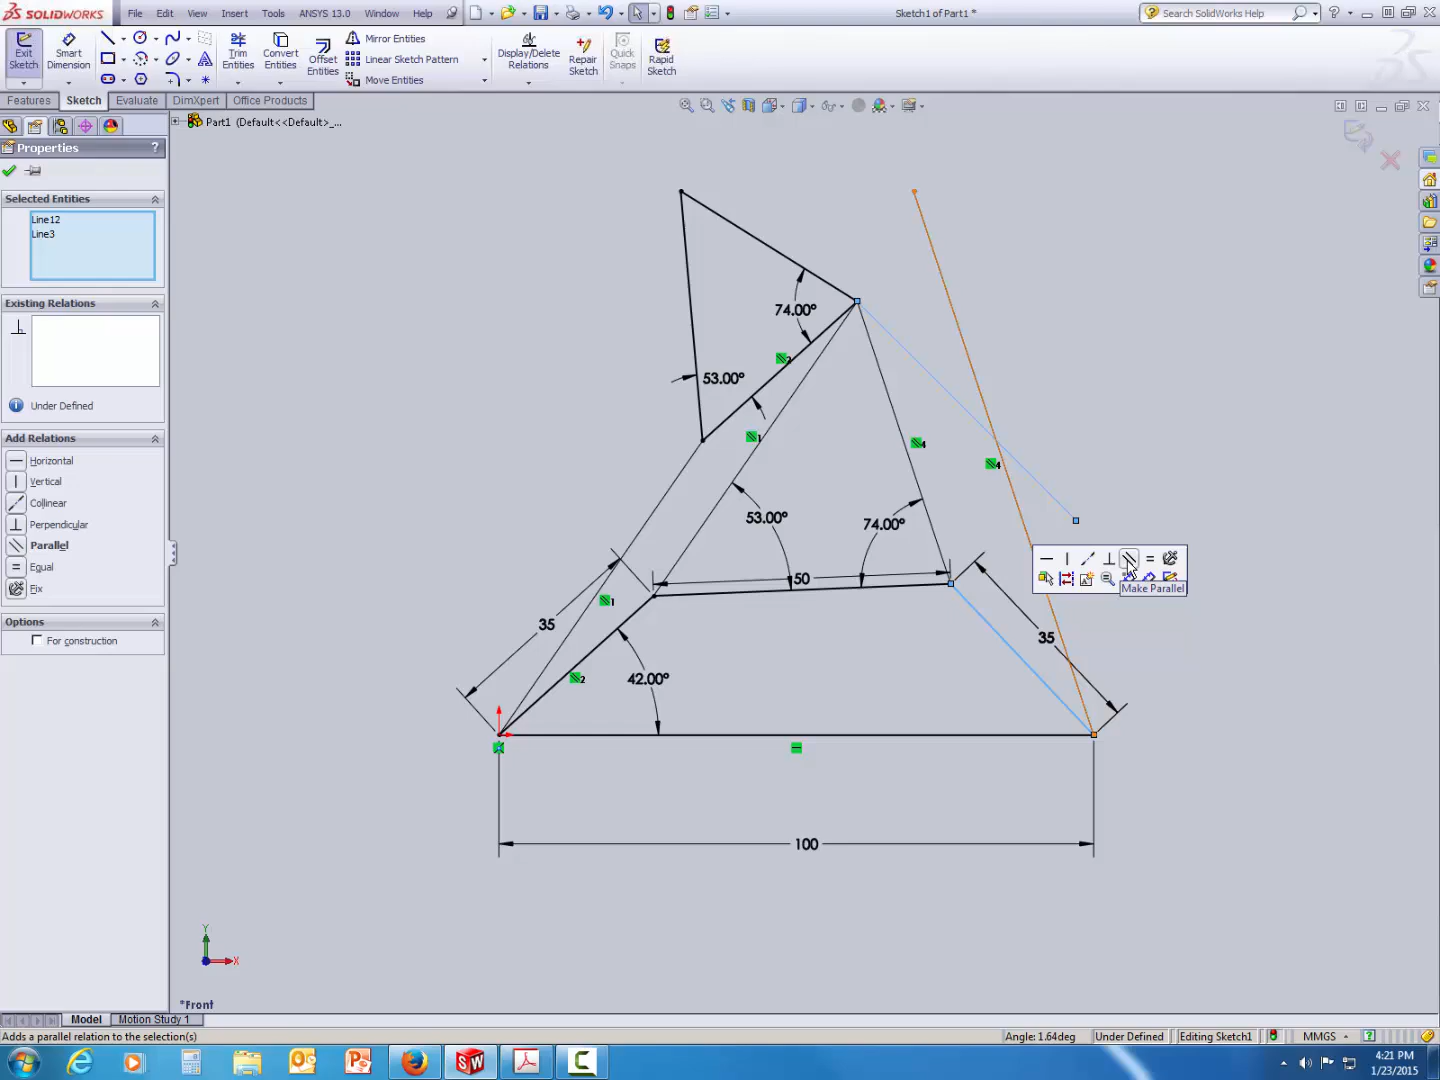 SOLIDWORKS
File Edit View Insert Tools ANSYS 13.0 Window Help
Sketch1 of Part1 *
Search SolidWorks Help
Exit Sketch
Smart Dimension
Trim Entities
Convert Entities
Offset Entities
Mirror Entities
Linear Sketch Pattern
Move Entities
Display/Delete Relations
Repair Sketch
Quick Snaps
Rapid Sketch
Features Sketch Evaluate DimXpert Office Products
Part1 (Default<<Default>_...
Properties ?
Selected Entities
Line12
Line3
Existing Relations
Under Defined
Add Relations
Horizontal
Vertical
Collinear
Perpendicular
Parallel
Equal
Fix
Options
For construction
74.00°
2
53.00°
1
4
4
53.00°
74.00°
50
35
1
35
42.00°
2
100
Make Parallel
Y
X
*Front
Model Motion Study 1
Adds a parallel relation to the selection(s)
Angle: 1.64deg Under Defined Editing Sketch1 MMGS
4:21 PM
1/23/2015